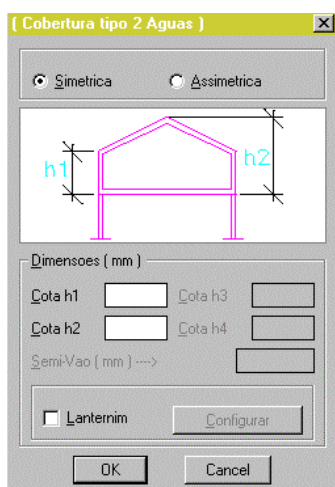 ( Cobertura tipo 2 Aguas )
Simetrica Assimetrica
h1 h2
Dimensoes ( mm )
Cota h1 Cota h3
Cota h2 Cota h4
Semi-Vao ( mm ) ---->
Lanternim Configurar
OK Cancel